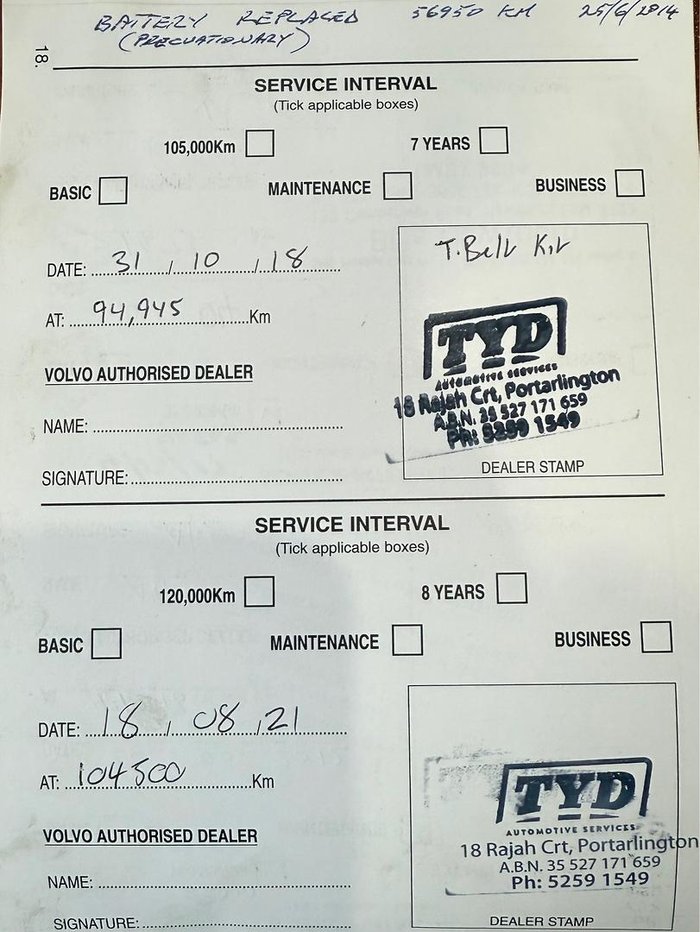 BATTERY REPLACED 56950 KM 25/6/2014
(PRECUATIONARY)
18.
SERVICE INTERVAL
(Tick applicable boxes)
105,000Km 7 YEARS
BASIC MAINTENANCE BUSINESS
T.Belt Kit
DATE: 31 / 10 / 18
AT: 94,945 Km
TYD
AUTOMOTIVE SERVICES
18 Rajah Crt, Portarlington
A.B.N. 35 527 171 659
Ph: 5259 1549
VOLVO AUTHORISED DEALER
NAME:
SIGNATURE:
DEALER STAMP
SERVICE INTERVAL
(Tick applicable boxes)
120,000Km 8 YEARS
BASIC MAINTENANCE BUSINESS
DATE: 18 / 08 / 21
AT: 104500 Km
TYD
AUTOMOTIVE SERVICES
18 Rajah Crt, Portarlington
A.B.N. 35 527 171 659
Ph: 5259 1549
VOLVO AUTHORISED DEALER
NAME:
SIGNATURE:
DEALER STAMP